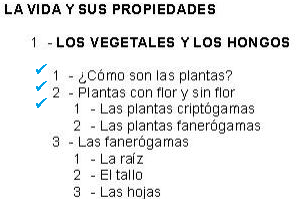 LA VIDA Y SUS PROPIEDADES
1 - LOS VEGETALES Y LOS HONGOS
1 - ¿Cómo son las plantas?
2 - Plantas con flor y sin flor
1 - Las plantas criptógamas
2 - Las plantas fanerógamas
3 - Las fanerógamas
1 - La raíz
2 - El tallo
3 - Las hojas